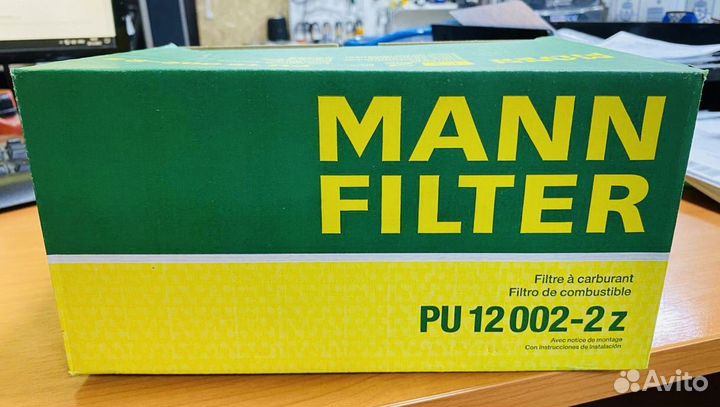 MANN
FILTER
Filtre à carburant
Filtro de combustible
PU 12 002-2 z
Avec notice de montage
Con Instrucciones de Instalación
Avito